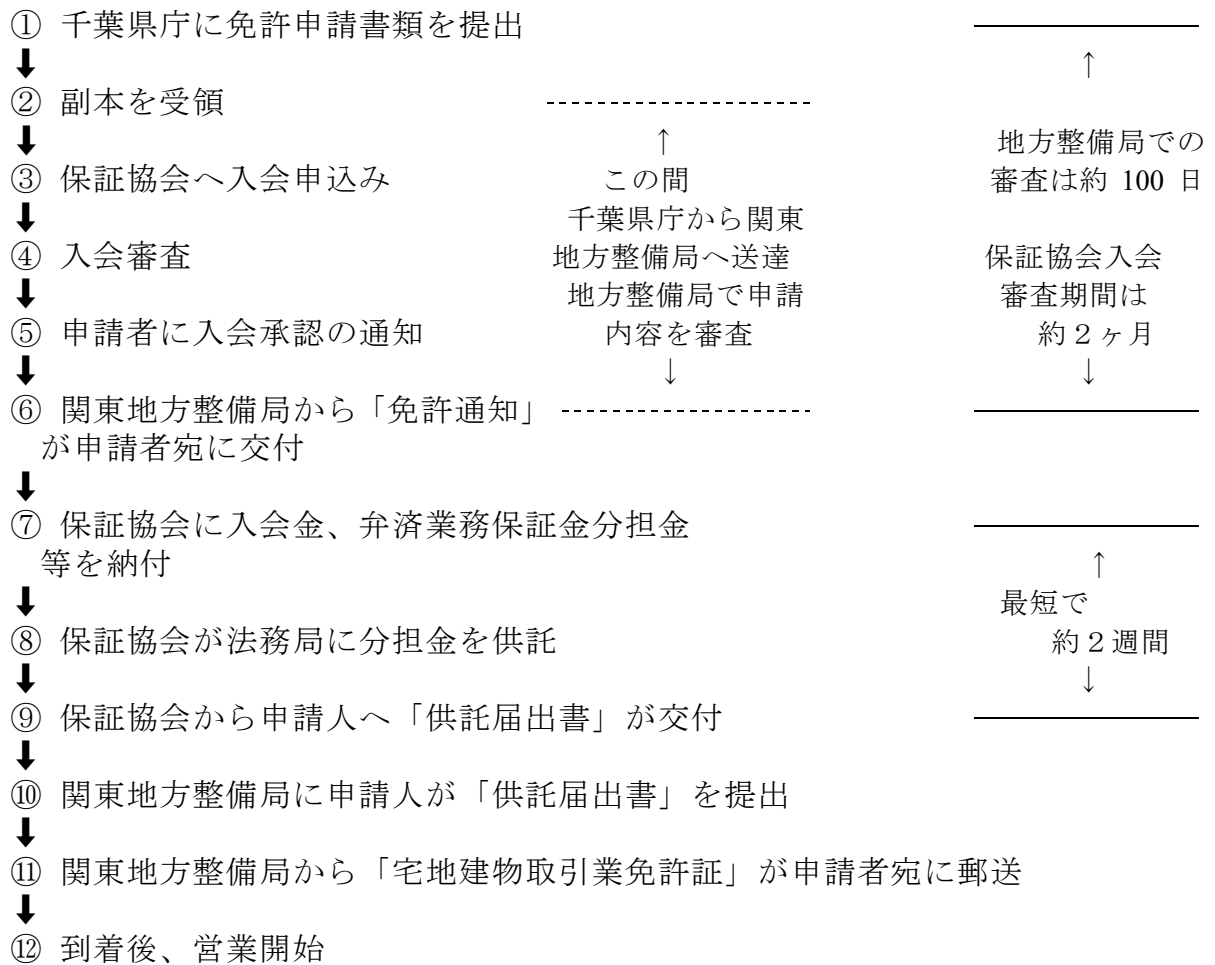 ① 千葉県庁に免許申請書類を提出
⬇ ↑
② 副本を受領
⬇ ↑ 地方整備局での
③ 保証協会へ入会申込み この間 審査は約 100 日
⬇ 千葉県庁から関東
④ 入会審査 地方整備局へ送達 保証協会入会
⬇ 地方整備局で申請 審査期間は
⑤ 申請者に入会承認の通知 内容を審査 約2ヶ月
⬇ ↓ ↓
⑥ 関東地方整備局から「免許通知」
が申請者宛に交付
⬇
⑦ 保証協会に入会金、弁済業務保証金分担金
等を納付 ↑
⬇ 最短で
⑧ 保証協会が法務局に分担金を供託 約2週間
⬇ ↓
⑨ 保証協会から申請人へ「供託届出書」が交付
⬇
⑩ 関東地方整備局に申請人が「供託届出書」を提出
⬇
⑪ 関東地方整備局から「宅地建物取引業免許証」が申請者宛に郵送
⬇
⑫ 到着後、営業開始